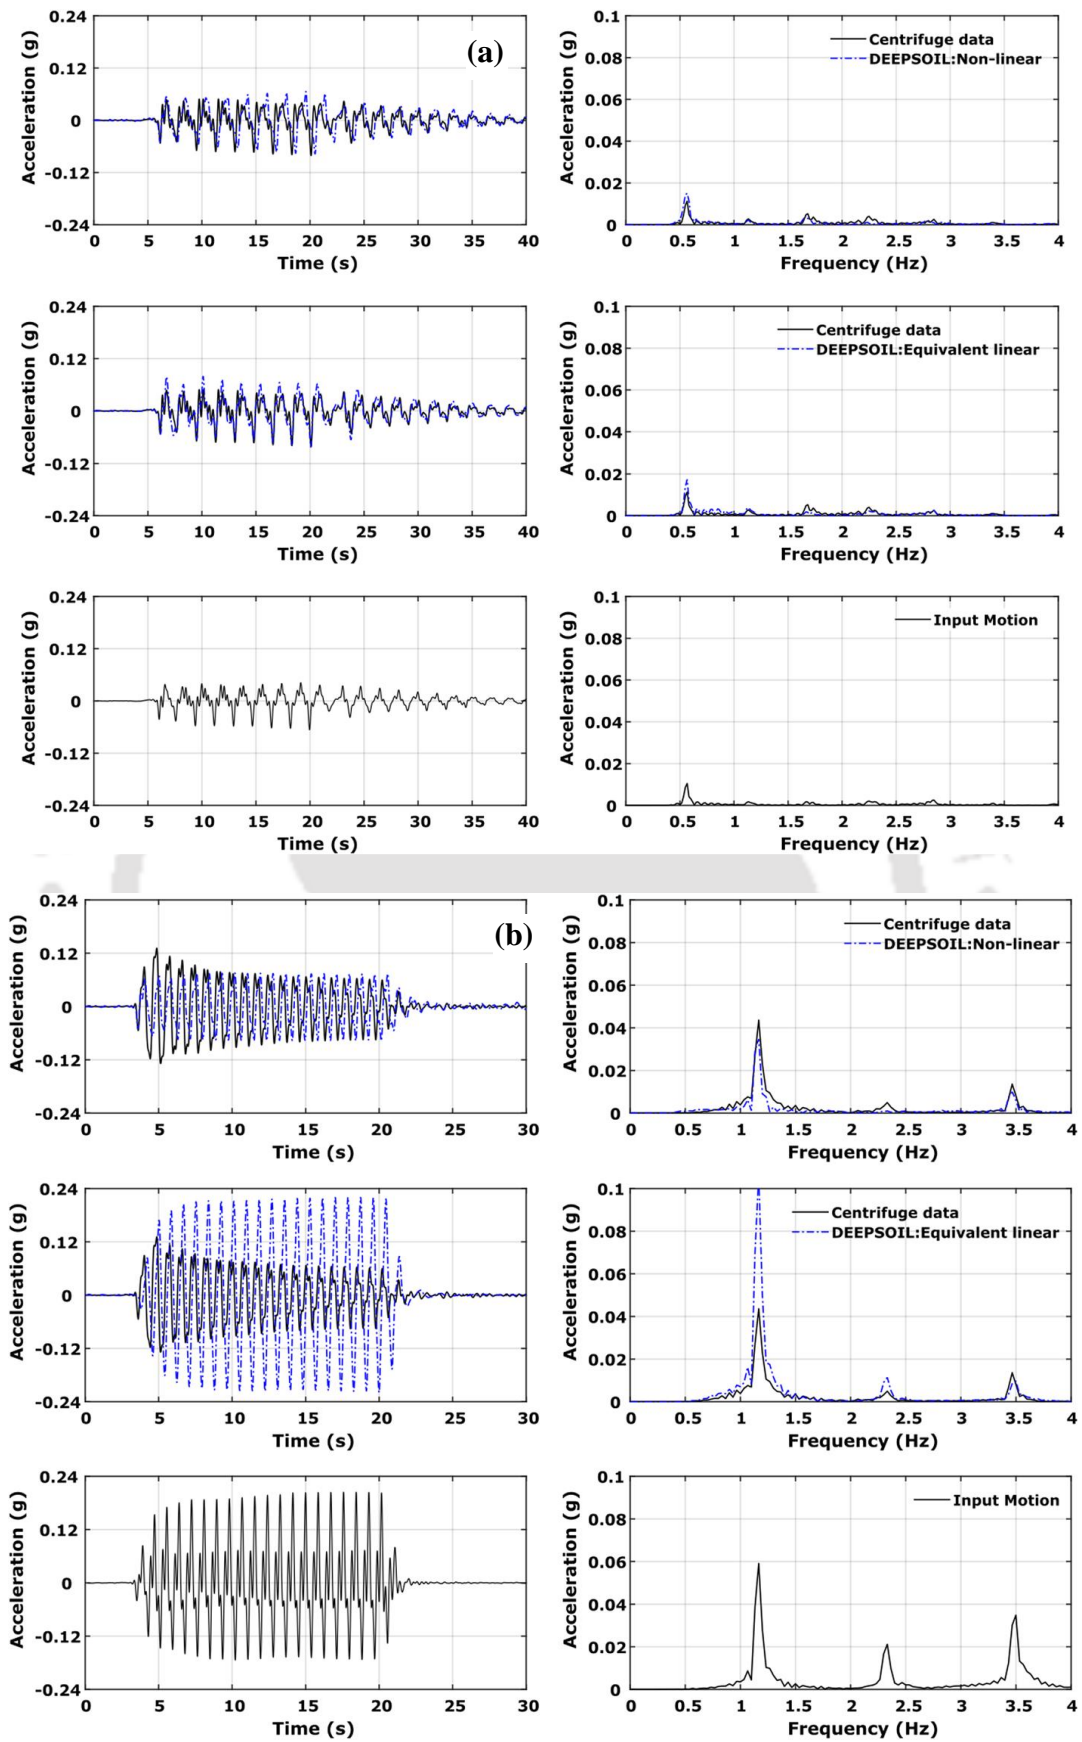 (a)
Acceleration (g)
0.24
0.12
0
-0.12
-0.24
0 5 10 15 20 25 30 35 40
Time (s)
Acceleration (g)
0.1
0.08
0.06
0.04
0.02
0
Centrifuge data
DEEPSOIL:Non-linear
0 0.5 1 1.5 2 2.5 3 3.5 4
Frequency (Hz)
Acceleration (g)
0.24
0.12
0
-0.12
-0.24
0 5 10 15 20 25 30 35 40
Time (s)
Acceleration (g)
0.1
0.08
0.06
0.04
0.02
0
Centrifuge data
DEEPSOIL:Equivalent linear
0 0.5 1 1.5 2 2.5 3 3.5 4
Frequency (Hz)
Acceleration (g)
0.24
0.12
0
-0.12
-0.24
0 5 10 15 20 25 30 35 40
Time (s)
Acceleration (g)
0.1
0.08
0.06
0.04
0.02
0
Input Motion
0 0.5 1 1.5 2 2.5 3 3.5 4
Frequency (Hz)
(b)
Acceleration (g)
0.24
0.12
0
-0.12
-0.24
0 5 10 15 20 25 30
Time (s)
Acceleration (g)
0.1
0.08
0.06
0.04
0.02
0
Centrifuge data
DEEPSOIL:Non-linear
0 0.5 1 1.5 2 2.5 3 3.5 4
Frequency (Hz)
Acceleration (g)
0.24
0.12
0
-0.12
-0.24
0 5 10 15 20 25 30
Time (s)
Acceleration (g)
0.1
0.08
0.06
0.04
0.02
0
Centrifuge data
DEEPSOIL:Equivalent linear
0 0.5 1 1.5 2 2.5 3 3.5 4
Frequency (Hz)
Acceleration (g)
0.24
0.12
0
-0.12
-0.24
0 5 10 15 20 25 30
Time (s)
Acceleration (g)
0.1
0.08
0.06
0.04
0.02
0
Input Motion
0 0.5 1 1.5 2 2.5 3 3.5 4
Frequency (Hz)